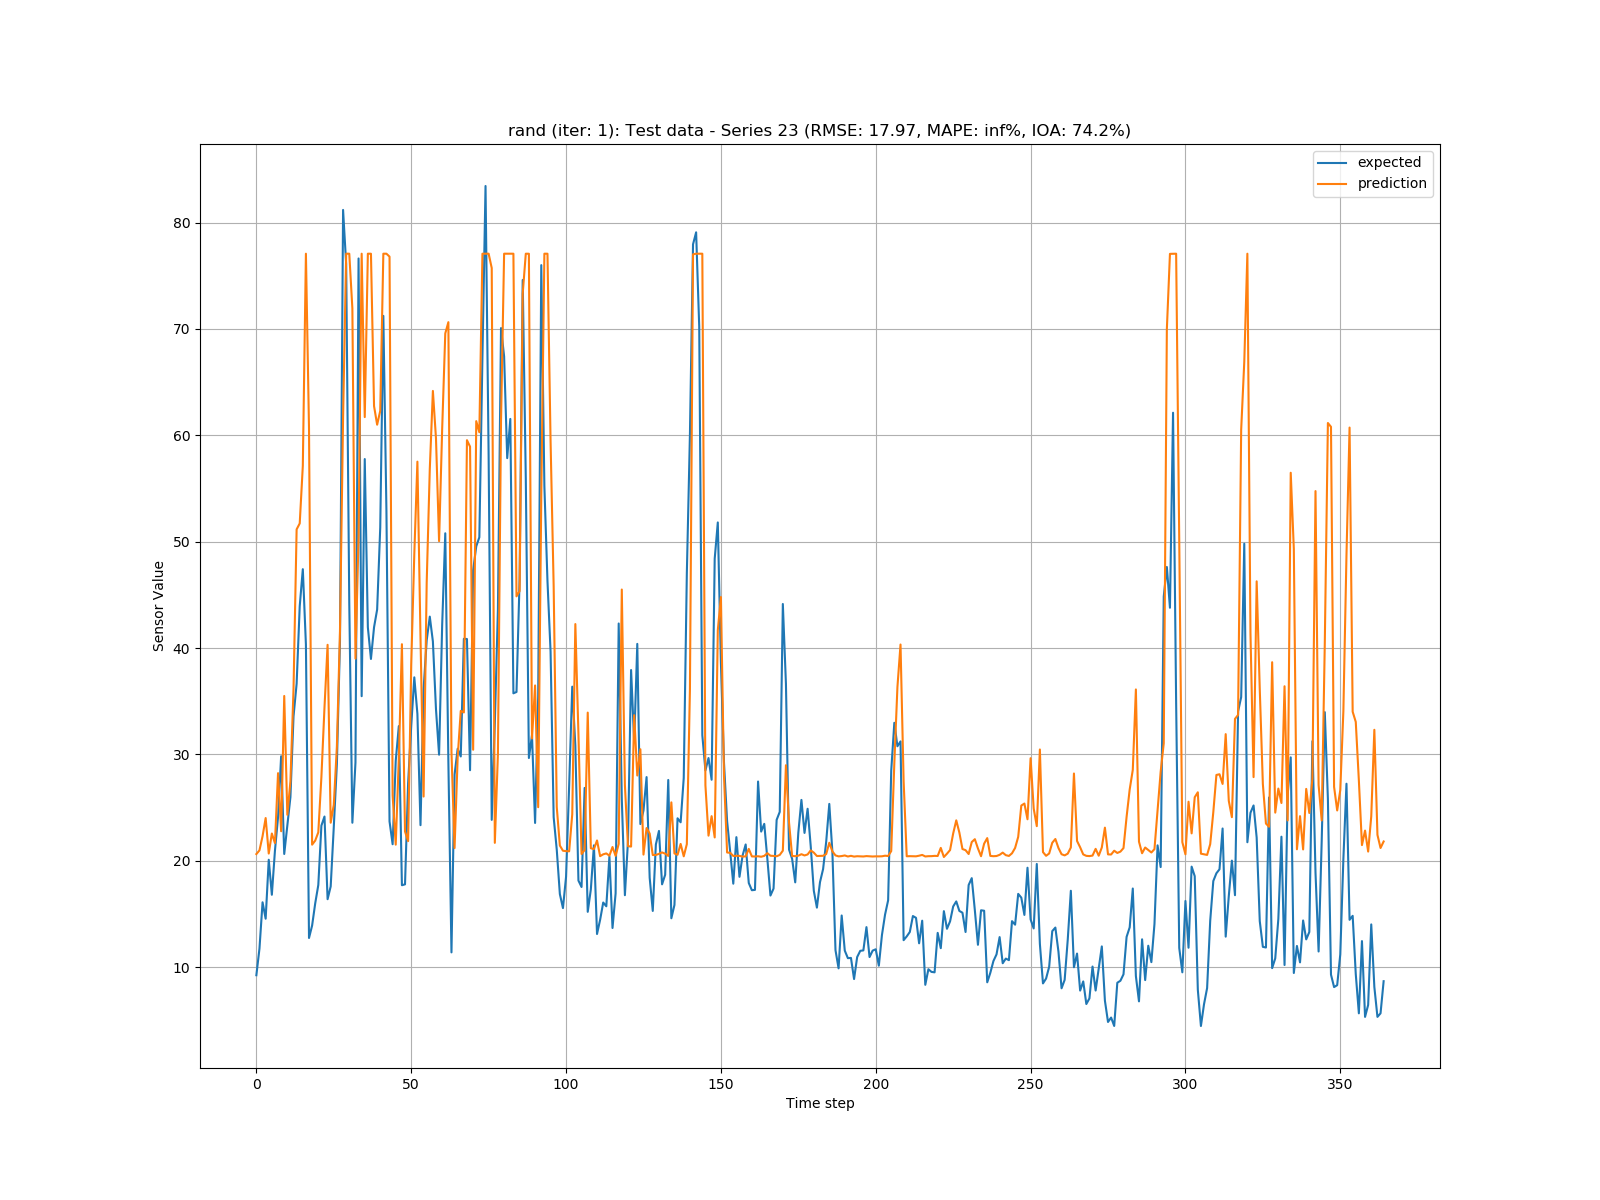 rand (iter: 1): Test data - Series 23 (RMSE: 17.97, MAPE: inf%, IOA: 74.2%)
expected
prediction
80
70
60
50
40
30
20
10
Sensor Value
0 50 100 150 200 250 300 350
Time step